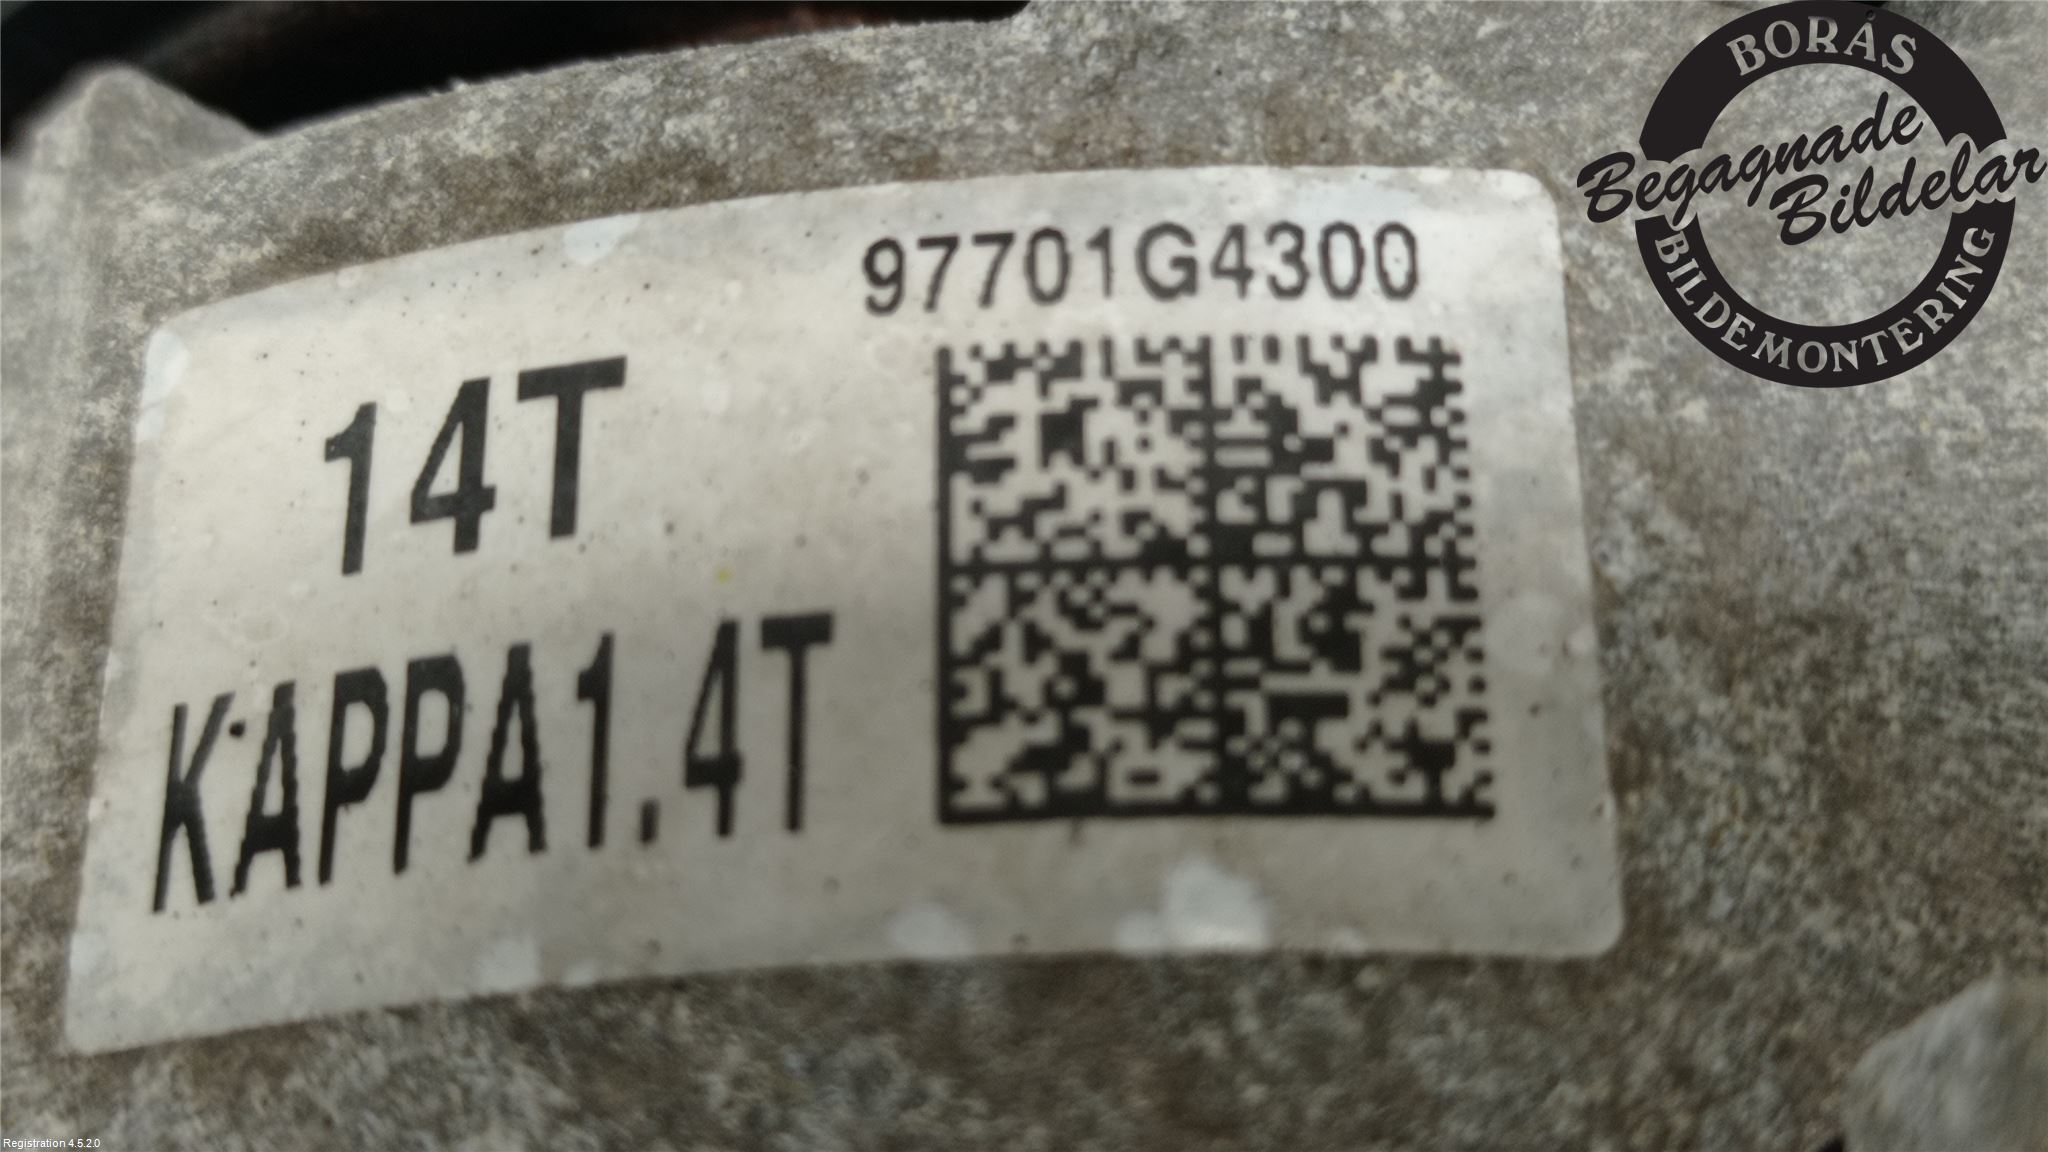 97701G4300
14T
KAPPA1.4T
BORÅS
Begagnade
Bildelar
BILDEMONTERING
Registration 4.5.2.0